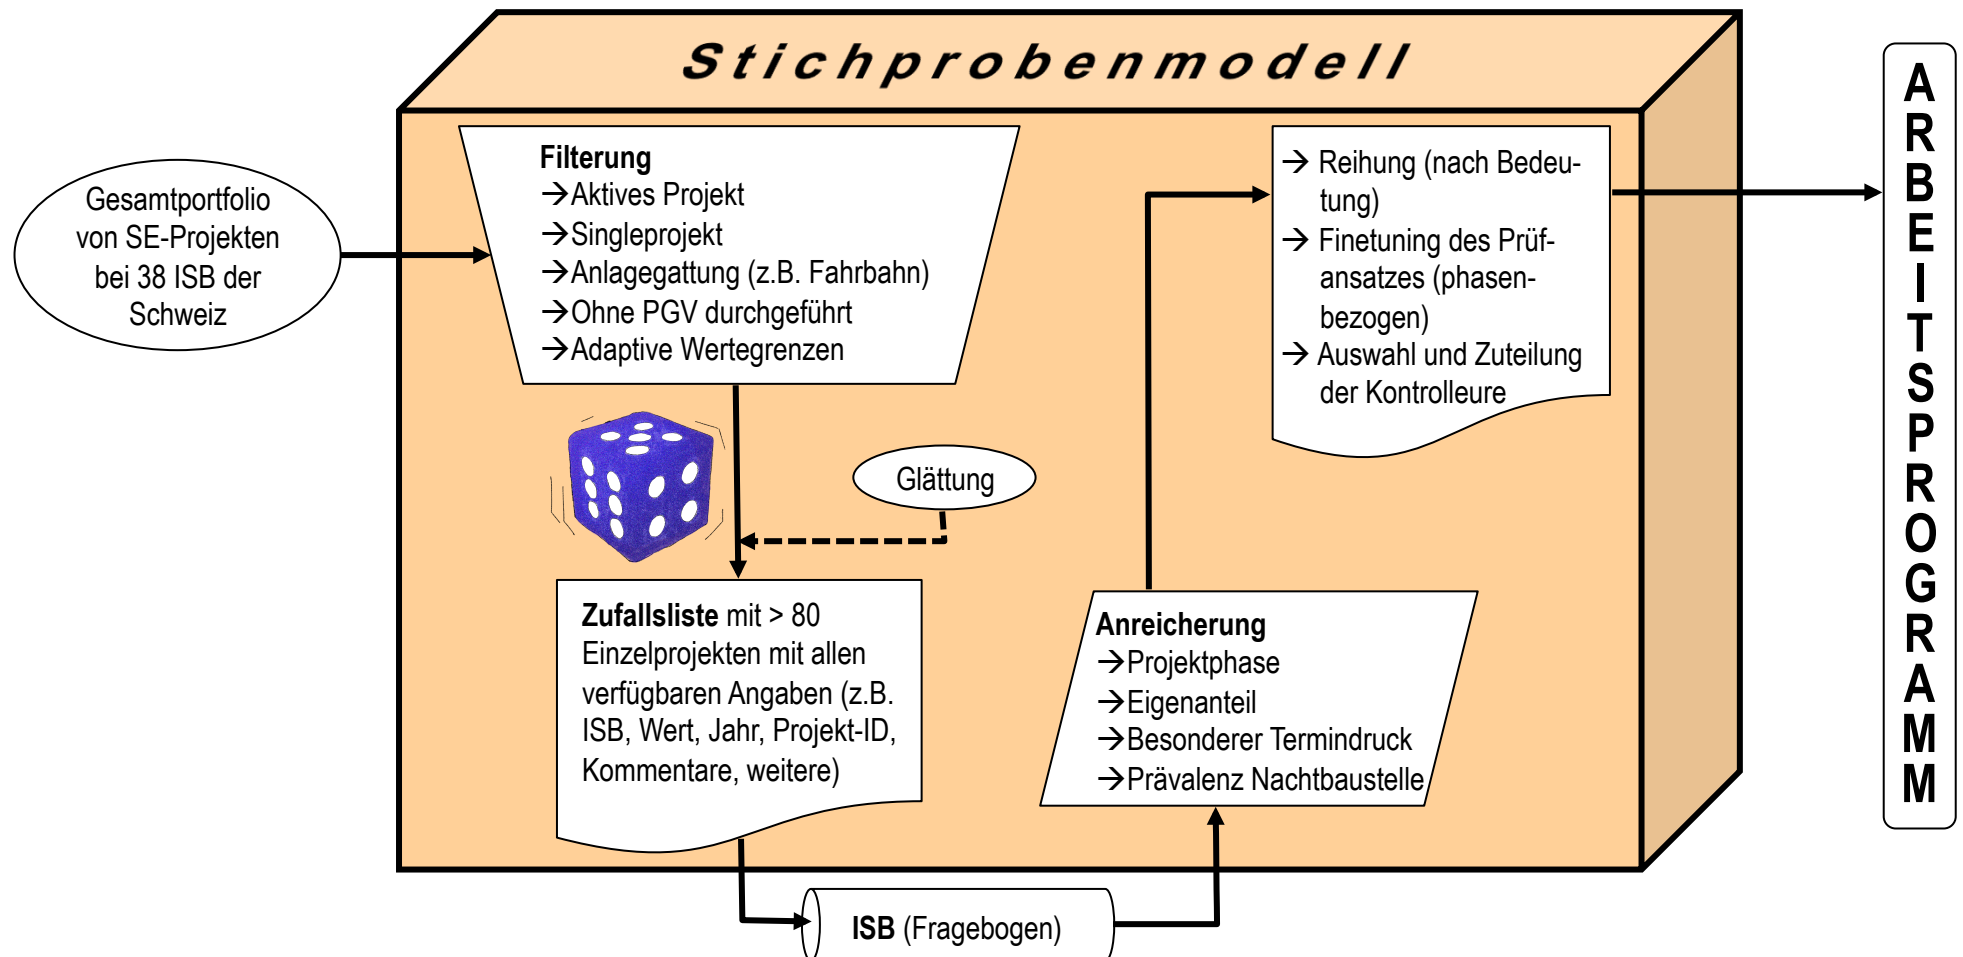 Stichprobenmodell
Gesamtportfolio
von SE-Projekten
bei 38 ISB der
Schweiz
Filterung
→Aktives Projekt
→Singleprojekt
→Anlagegattung (z.B. Fahrbahn)
→Ohne PGV durchgeführt
→Adaptive Wertegrenzen
Glättung
Zufallsliste mit > 80
Einzelprojekten mit allen
verfügbaren Angaben (z.B.
ISB, Wert, Jahr, Projekt-ID,
Kommentare, weitere)
ISB (Fragebogen)
Anreicherung
→Projektphase
→Eigenanteil
→Besonderer Termindruck
→Prävalenz Nachtbaustelle
→ Reihung (nach Bedeu-
tung)
→ Finetuning des Prüf-
ansatzes (phasen-
bezogen)
→ Auswahl und Zuteilung
der Kontrolleure
ARBEITSPROGRAMM